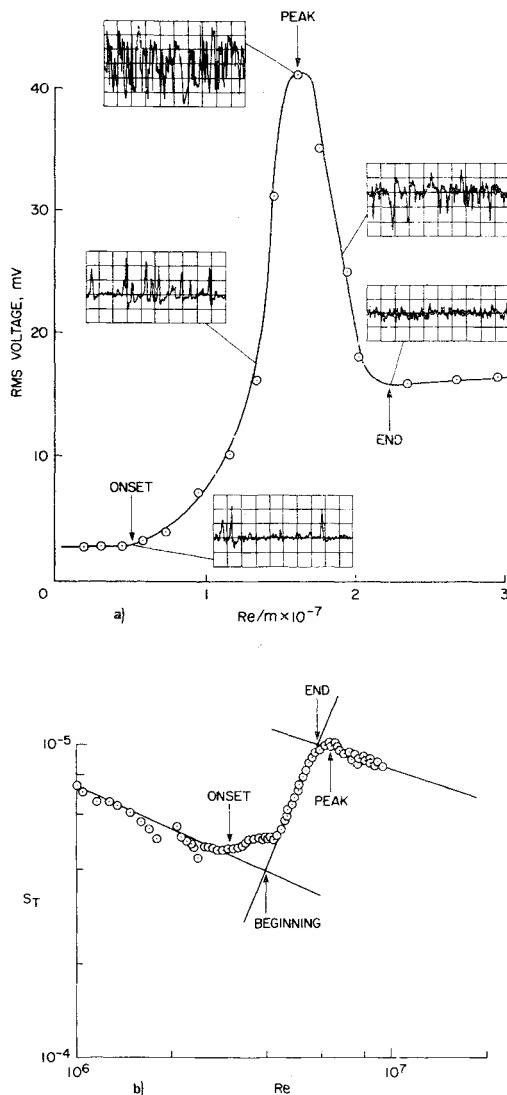 PEAK
40
30
20
10
0
RMS VOLTAGE, mV
ONSET
END
1
2
3
a)
Re/m × 10⁻⁷
10⁻⁵
END
ONSET
PEAK
S_T
BEGINNING
10⁻⁴
10⁶
b)
Re
10⁷